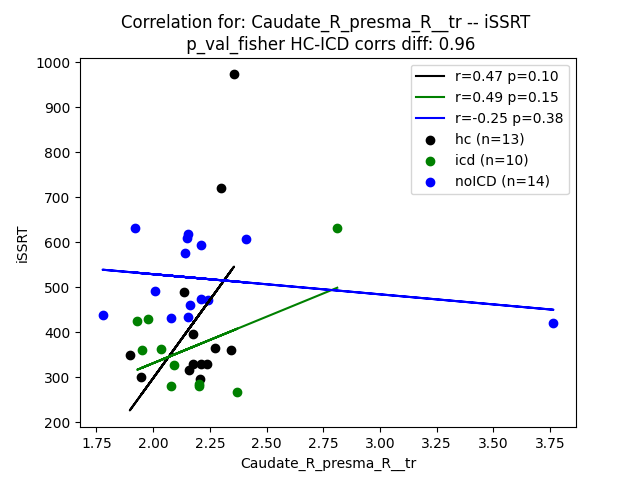 Correlation for: Caudate_R_presma_R__tr -- iSSRT
p_val_fisher HC-ICD corrs diff: 0.96
1000
900
800
700
600
500
400
300
200
iSSRT
r=0.47 p=0.10
r=0.49 p=0.15
r=-0.25 p=0.38
hc (n=13)
icd (n=10)
noICD (n=14)
1.75 2.00 2.25 2.50 2.75 3.00 3.25 3.50 3.75
Caudate_R_presma_R__tr